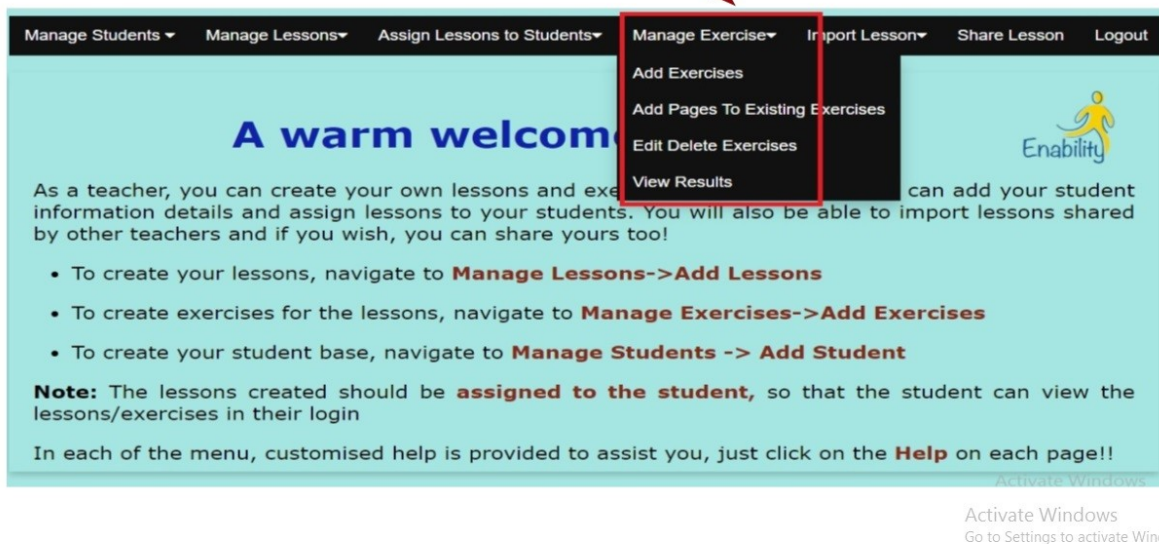 Manage Students Manage Lessons Assign Lessons to Students Manage Exercise Import Lesson Share Lesson Logout
Add Exercises
Add Pages To Existing Exercises
Edit Delete Exercises
View Results
A warm welcom
Enability
As a teacher, you can create your own lessons and exe can add your student
information details and assign lessons to your students. You will also be able to import lessons shared
by other teachers and if you wish, you can share yours too!
• To create your lessons, navigate to Manage Lessons->Add Lessons
• To create exercises for the lessons, navigate to Manage Exercises->Add Exercises
• To create your student base, navigate to Manage Students -> Add Student
Note: The lessons created should be assigned to the student, so that the student can view the
lessons/exercises in their login
In each of the menu, customised help is provided to assist you, just click on the Help on each page!!
Activate Windows
Activate Windows
Go to Settings to activate Win